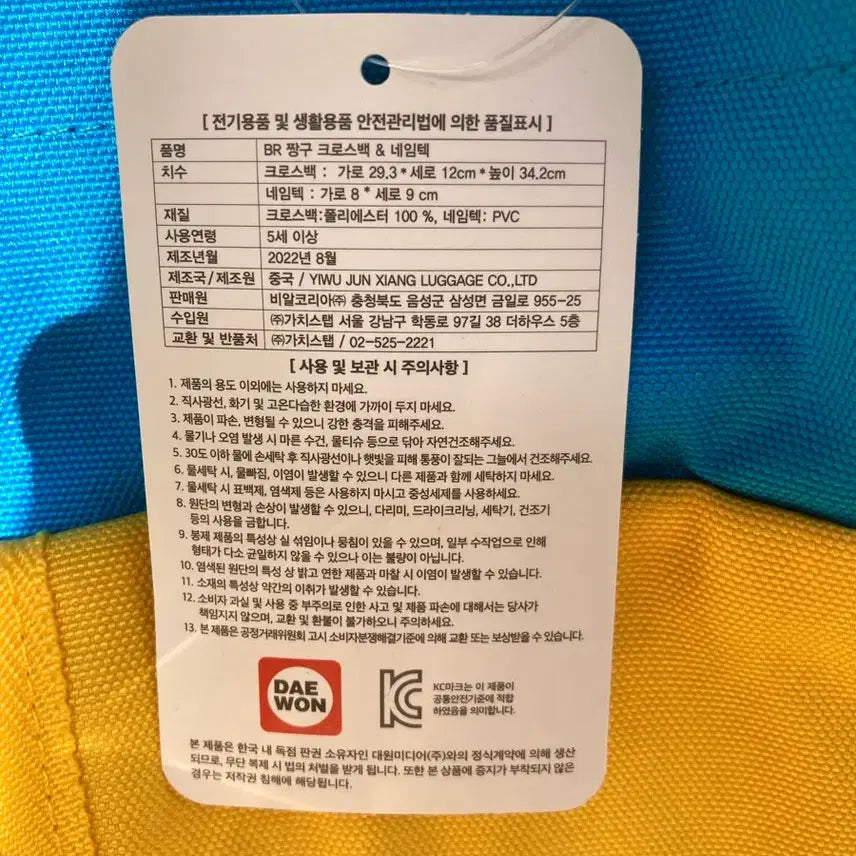 [ 전기용품 및 생활용품 안전관리법에 의한 품질표시 ]
품명 BR 짱구 크로스백 & 네임텍
치수 크로스백 : 가로 29.3 * 세로 12cm * 높이 34.2cm
네임텍 : 가로 8 * 세로 9 cm
재질 크로스백:폴리에스터 100 %, 네임텍: PVC
사용연령 5세 이상
제조년월 2022년 8월
제조국/제조원 중국 / YIWU JUN XIANG LUGGAGE CO.,LTD
판매원 비알코리아㈜ 충청북도 음성군 삼성면 금일로 955-25
수입원 ㈜가치스탭 서울 강남구 학동로 97길 38 더하우스 5층
교환 및 반품처 ㈜가치스탭 / 02-525-2221
[ 사용 및 보관 시 주의사항 ]
1. 제품의 용도 이외에는 사용하지 마세요.
2. 직사광선, 화기 및 고온다습한 환경에 가까이 두지 마세요.
3. 제품이 파손, 변형될 수 있으니 강한 충격을 피해주세요.
4. 물기나 오염 발생 시 마른 수건, 물티슈 등으로 닦아 자연건조해주세요.
5. 30도 이하 물에 손세탁 후 직사광선이나 햇빛을 피해 통풍이 잘되는 그늘에서 건조해주세요.
6. 물세탁 시, 물빠짐, 이염이 발생할 수 있으니 다른 제품과 함께 세탁하지 마세요.
7. 물세탁 시 표백제, 염색제 등은 사용하지 마시고 중성세제를 사용하세요.
8. 원단의 변형과 손상이 발생할 수 있으니, 다리미, 드라이크리닝, 세탁기, 건조기
등의 사용을 금합니다.
9. 봉제 제품의 특성상 실 섞임이나 뭉침이 있을 수 있으며, 일부 수직업으로 인해
형태가 다소 균일하지 않을 수 있으나 이는 불량이 아닙니다.
10. 염색된 원단의 특성 상 밝고 연한 제품과 마찰 시 이염이 발생할 수 있습니다.
11. 소재의 특성상 약간의 이취가 발생할 수 있습니다.
12. 소비자 과실 및 사용 중 부주의로 인한 사고 및 제품 파손에 대해서는 당사가
책임지지 않으며, 교환 및 환불이 불가하오니 주의하세요.
13. 본 제품은 공정거래위원회 고시 소비자분쟁해결기준에 의해 교환 또는 보상받을 수 있습니다.
DAE
WON
KC
KC마크는 이 제품이
공통안전기준에 적합
하였음을 의미합니다.
본 제품은 한국 내 독점 판권 소유자인 대원미디어(주)와의 정식계약에 의해 생산
되므로, 무단 복제 시 법의 처벌을 받게 됩니다. 또한 본 상품에 증지가 부착되지 않은
경우는 저작권 침해에 해당됩니다.